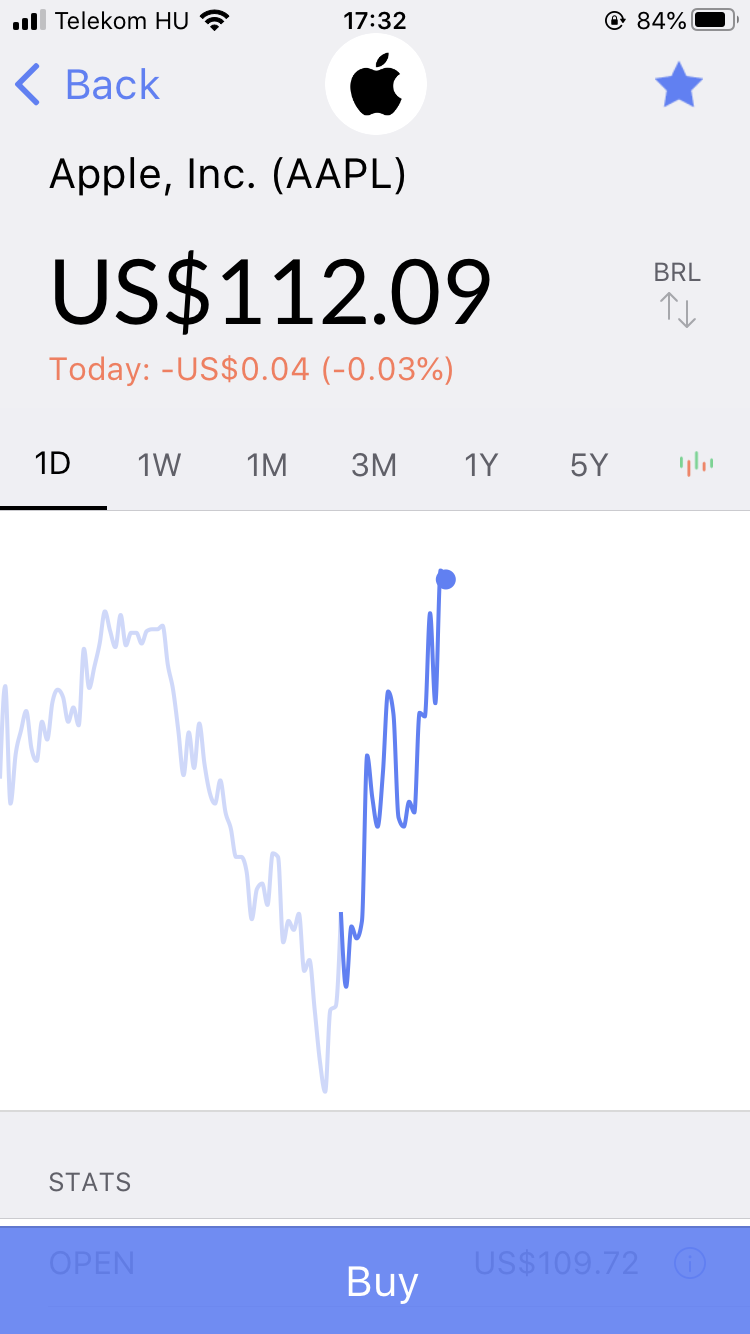 Telekom HU 17:32 84%
Back
Apple, Inc. (AAPL)
US$112.09
BRL
Today: -US$0.04 (-0.03%)
1D 1W 1M 3M 1Y 5Y
STATS
OPEN US$109.72 i
Buy